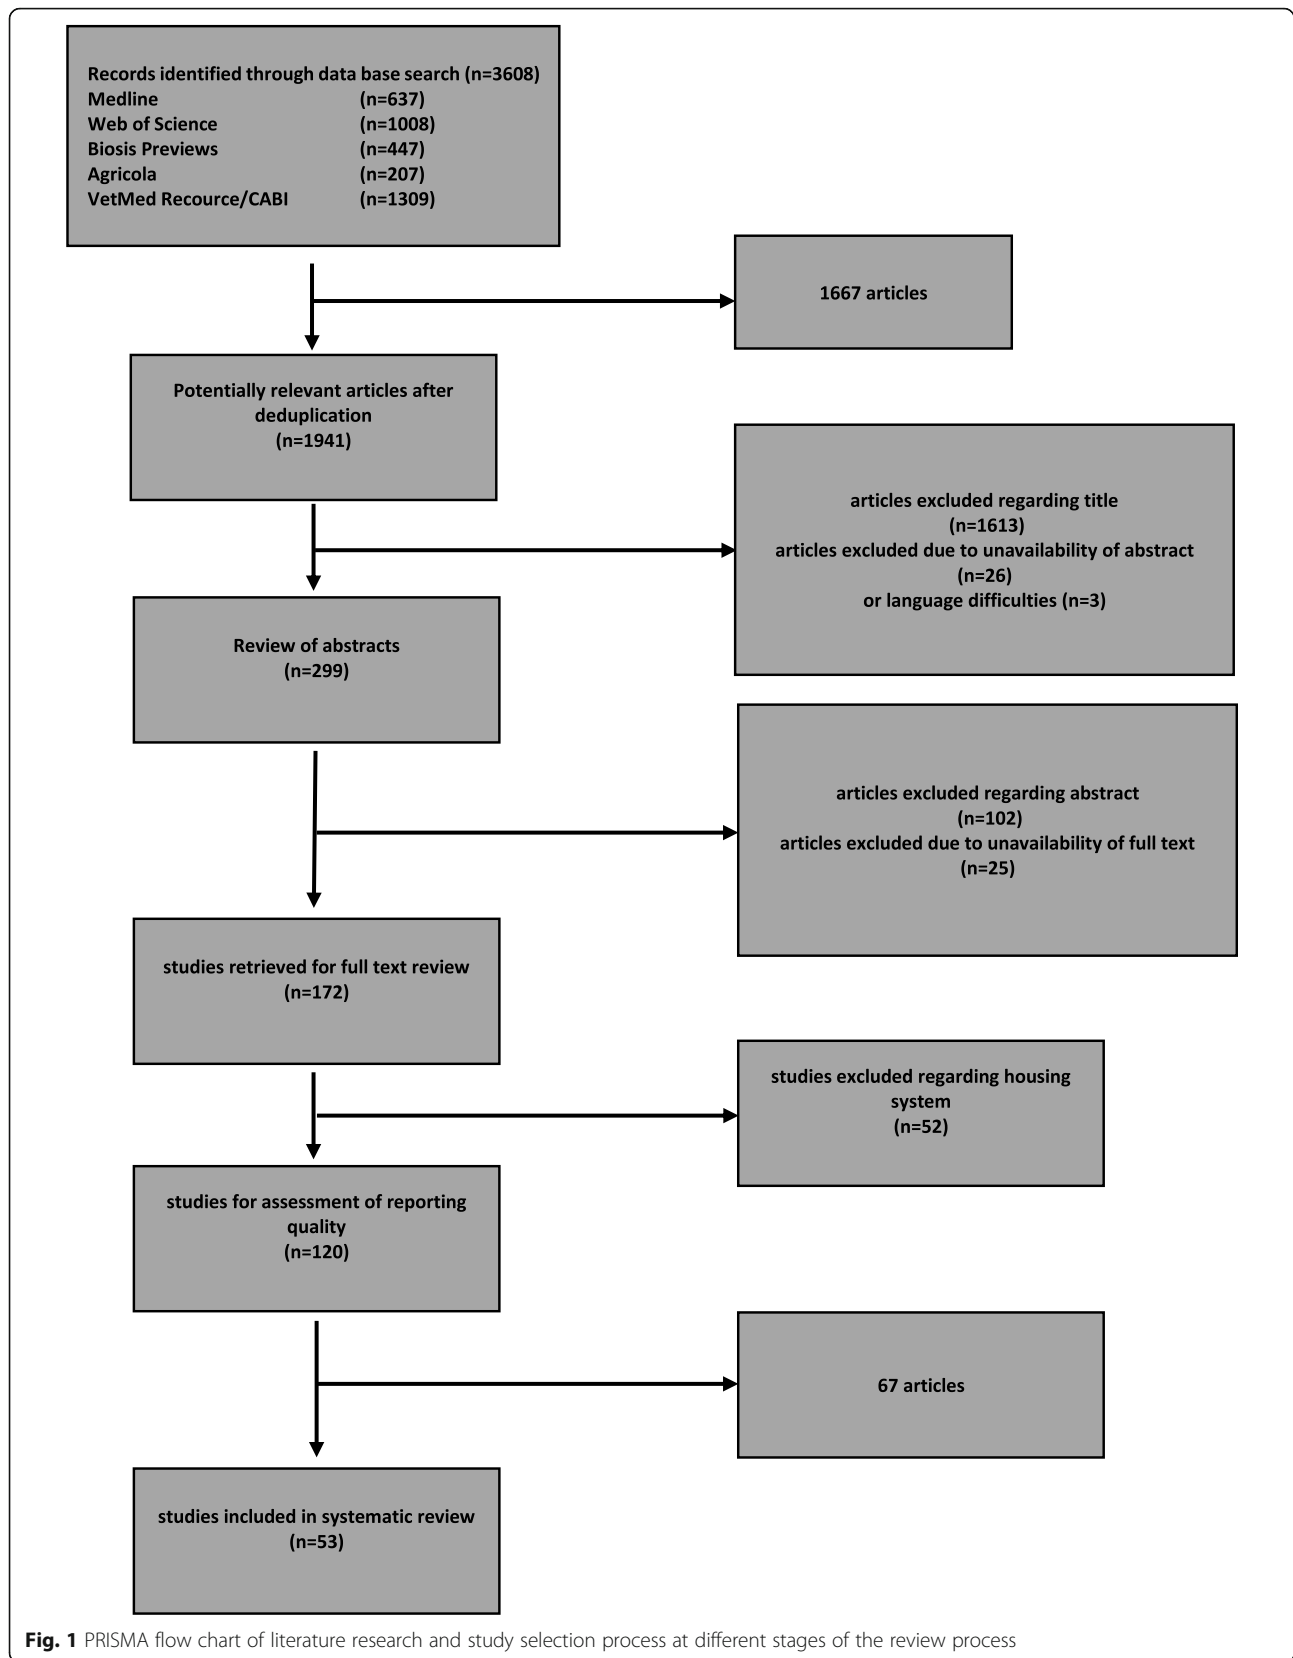 Records identified through data base search (n=3608)
Medline (n=637)
Web of Science (n=1008)
Biosis Previews (n=447)
Agricola (n=207)
VetMed Recource/CABI (n=1309)
1667 articles
Potentially relevant articles after
deduplication
(n=1941)
articles excluded regarding title
(n=1613)
articles excluded due to unavailability of abstract
(n=26)
or language difficulties (n=3)
Review of abstracts
(n=299)
articles excluded regarding abstract
(n=102)
articles excluded due to unavailability of full text
(n=25)
studies retrieved for full text review
(n=172)
studies excluded regarding housing
system
(n=52)
studies for assessment of reporting
quality
(n=120)
67 articles
studies included in systematic review
(n=53)
Fig. 1 PRISMA flow chart of literature research and study selection process at different stages of the review process